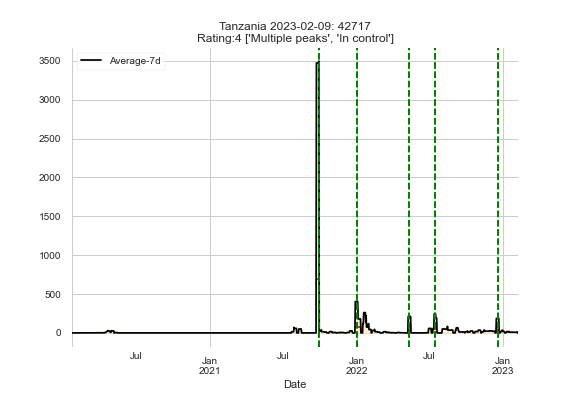 Tanzania 2023-02-09: 42717
Rating:4 ['Multiple peaks', 'In control']
Average-7d
3500
3000
2500
2000
1500
1000
500
0
Jul
Jan
2021
Jul
Jan
2022
Jul
Jan
2023
Date